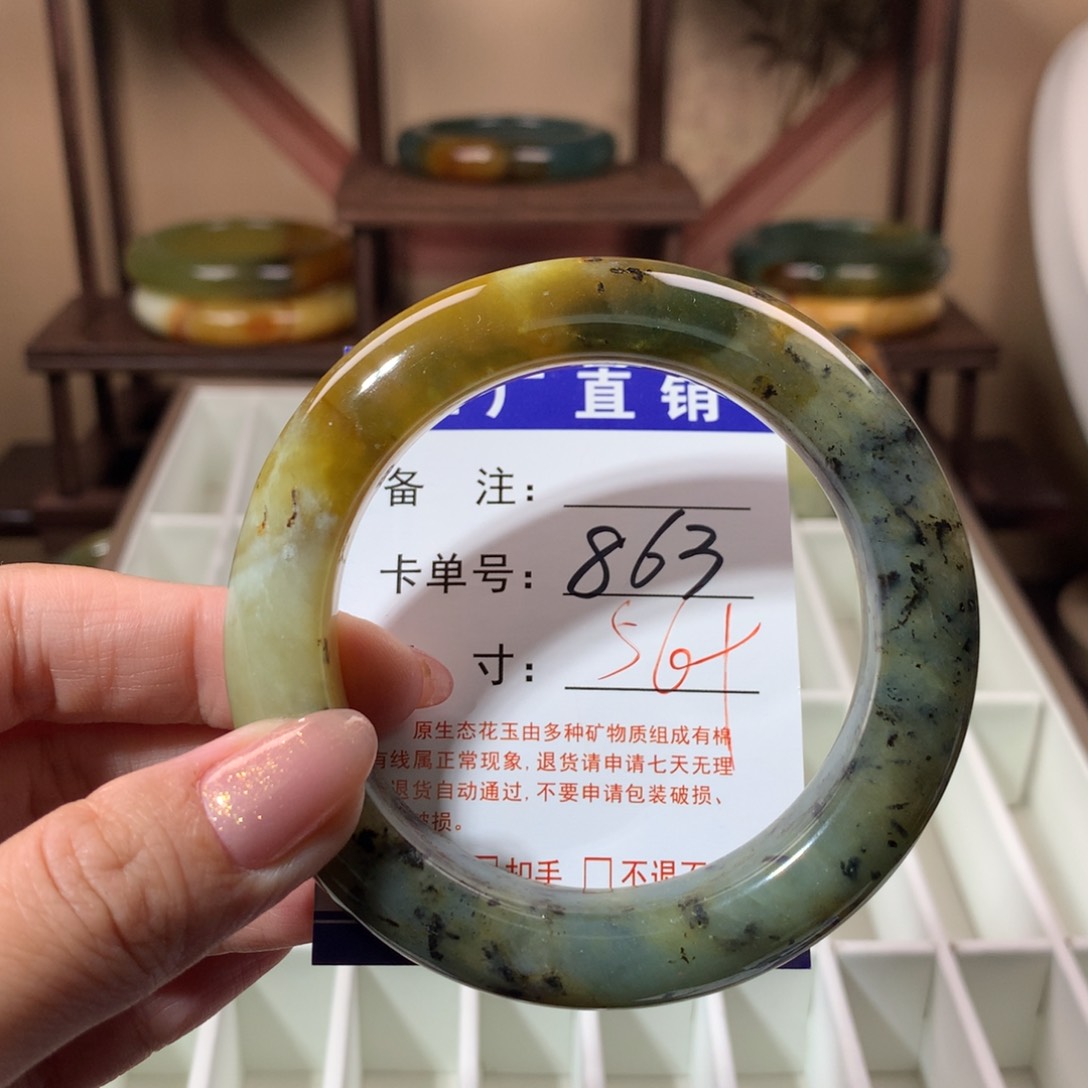 厂直销
备 注：
卡单号：863
寸：56+
原生态花玉由多种矿物质组成有棉
有线属正常现象，退货请申请七天无理
退货自动通过，不要申请包装破损、
破损。
扣手 □不退不